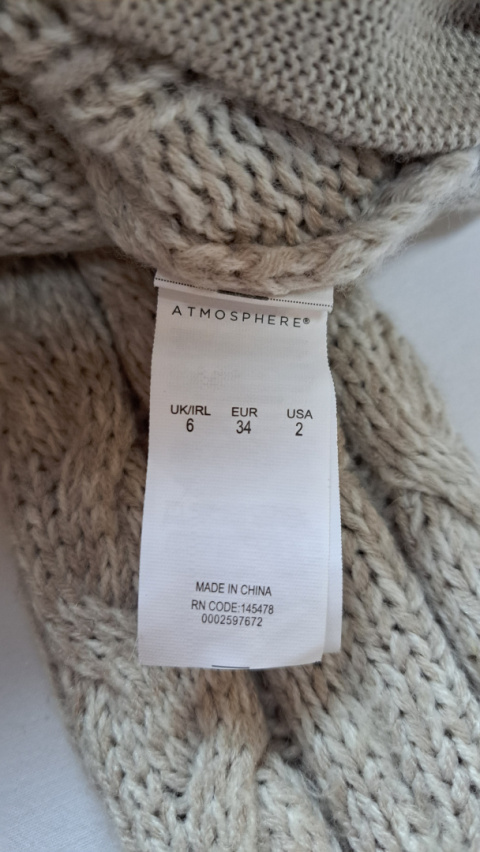 ATMOSPHERE®
UK/IRL EUR USA
6 34 2
MADE IN CHINA
RN CODE:145478
0002597672